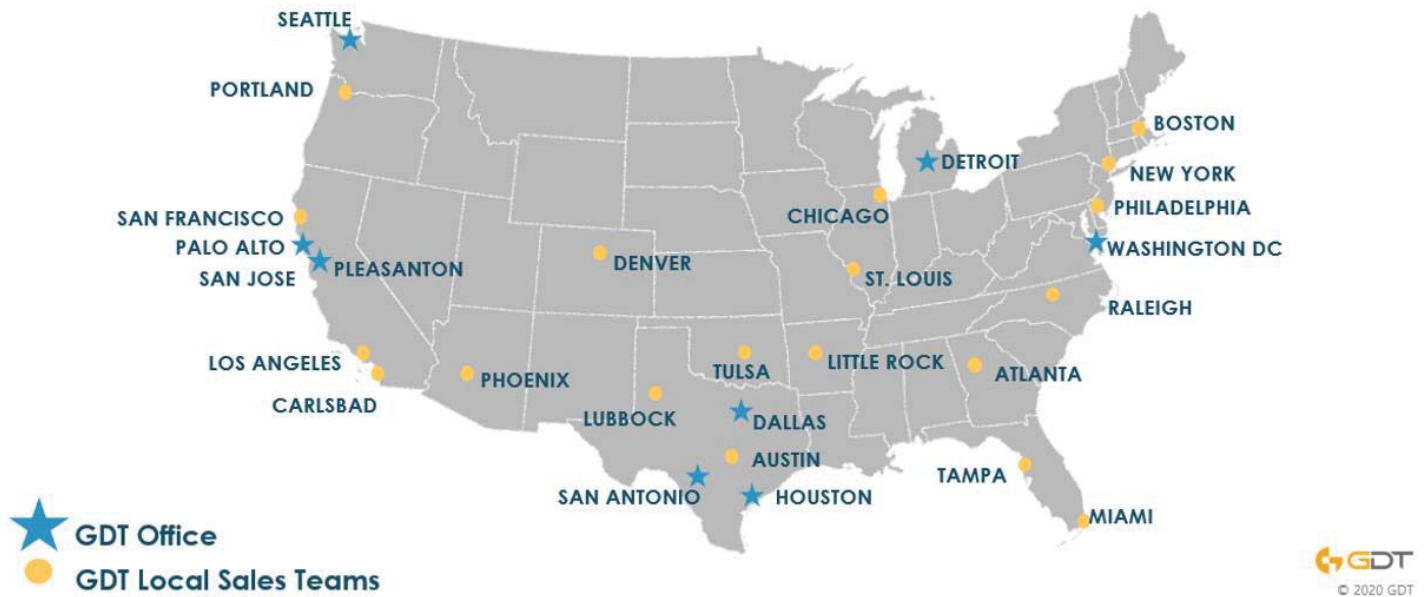 SEATTLE
PORTLAND
BOSTON
DETROIT
NEW YORK
SAN FRANCISCO
CHICAGO
PHILADELPHIA
PALO ALTO
WASHINGTON DC
PLEASANTON
DENVER
SAN JOSE
ST. LOUIS
RALEIGH
LOS ANGELES
LITTLE ROCK
TULSA
PHOENIX
ATLANTA
CARLSBAD
LUBBOCK
DALLAS
AUSTIN
TAMPA
SAN ANTONIO
HOUSTON
MIAMI
GDT Office
GDT Local Sales Teams
GDT
© 2020 GDT